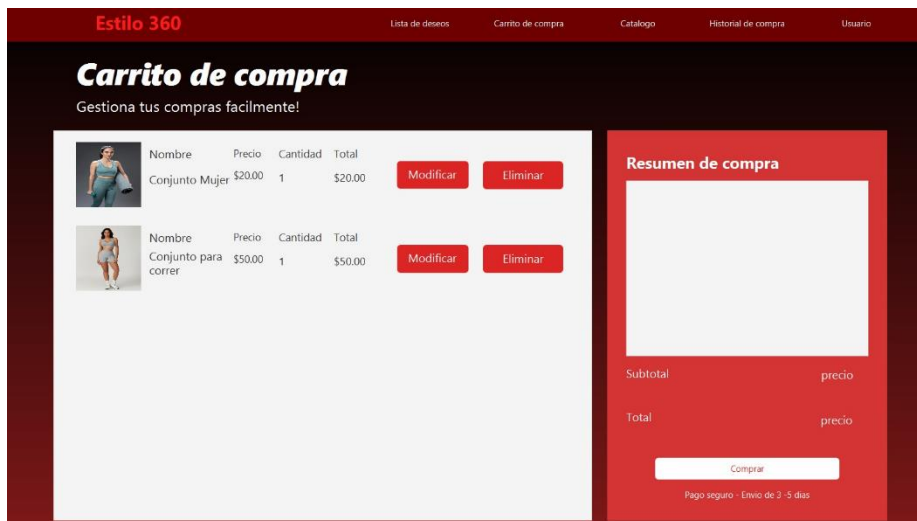 Estilo 360
Lista de deseos Carrito de compra Catalogo Historial de compra Usuario
Carrito de compra
Gestiona tus compras facilmente!
Nombre Precio Cantidad Total
Conjunto Mujer $20.00 1 $20.00
Modificar Eliminar
Nombre Precio Cantidad Total
Conjunto para correr $50.00 1 $50.00
Modificar Eliminar
Resumen de compra
Subtotal precio
Total precio
Comprar
Pago seguro - Envio de 3 -5 dias